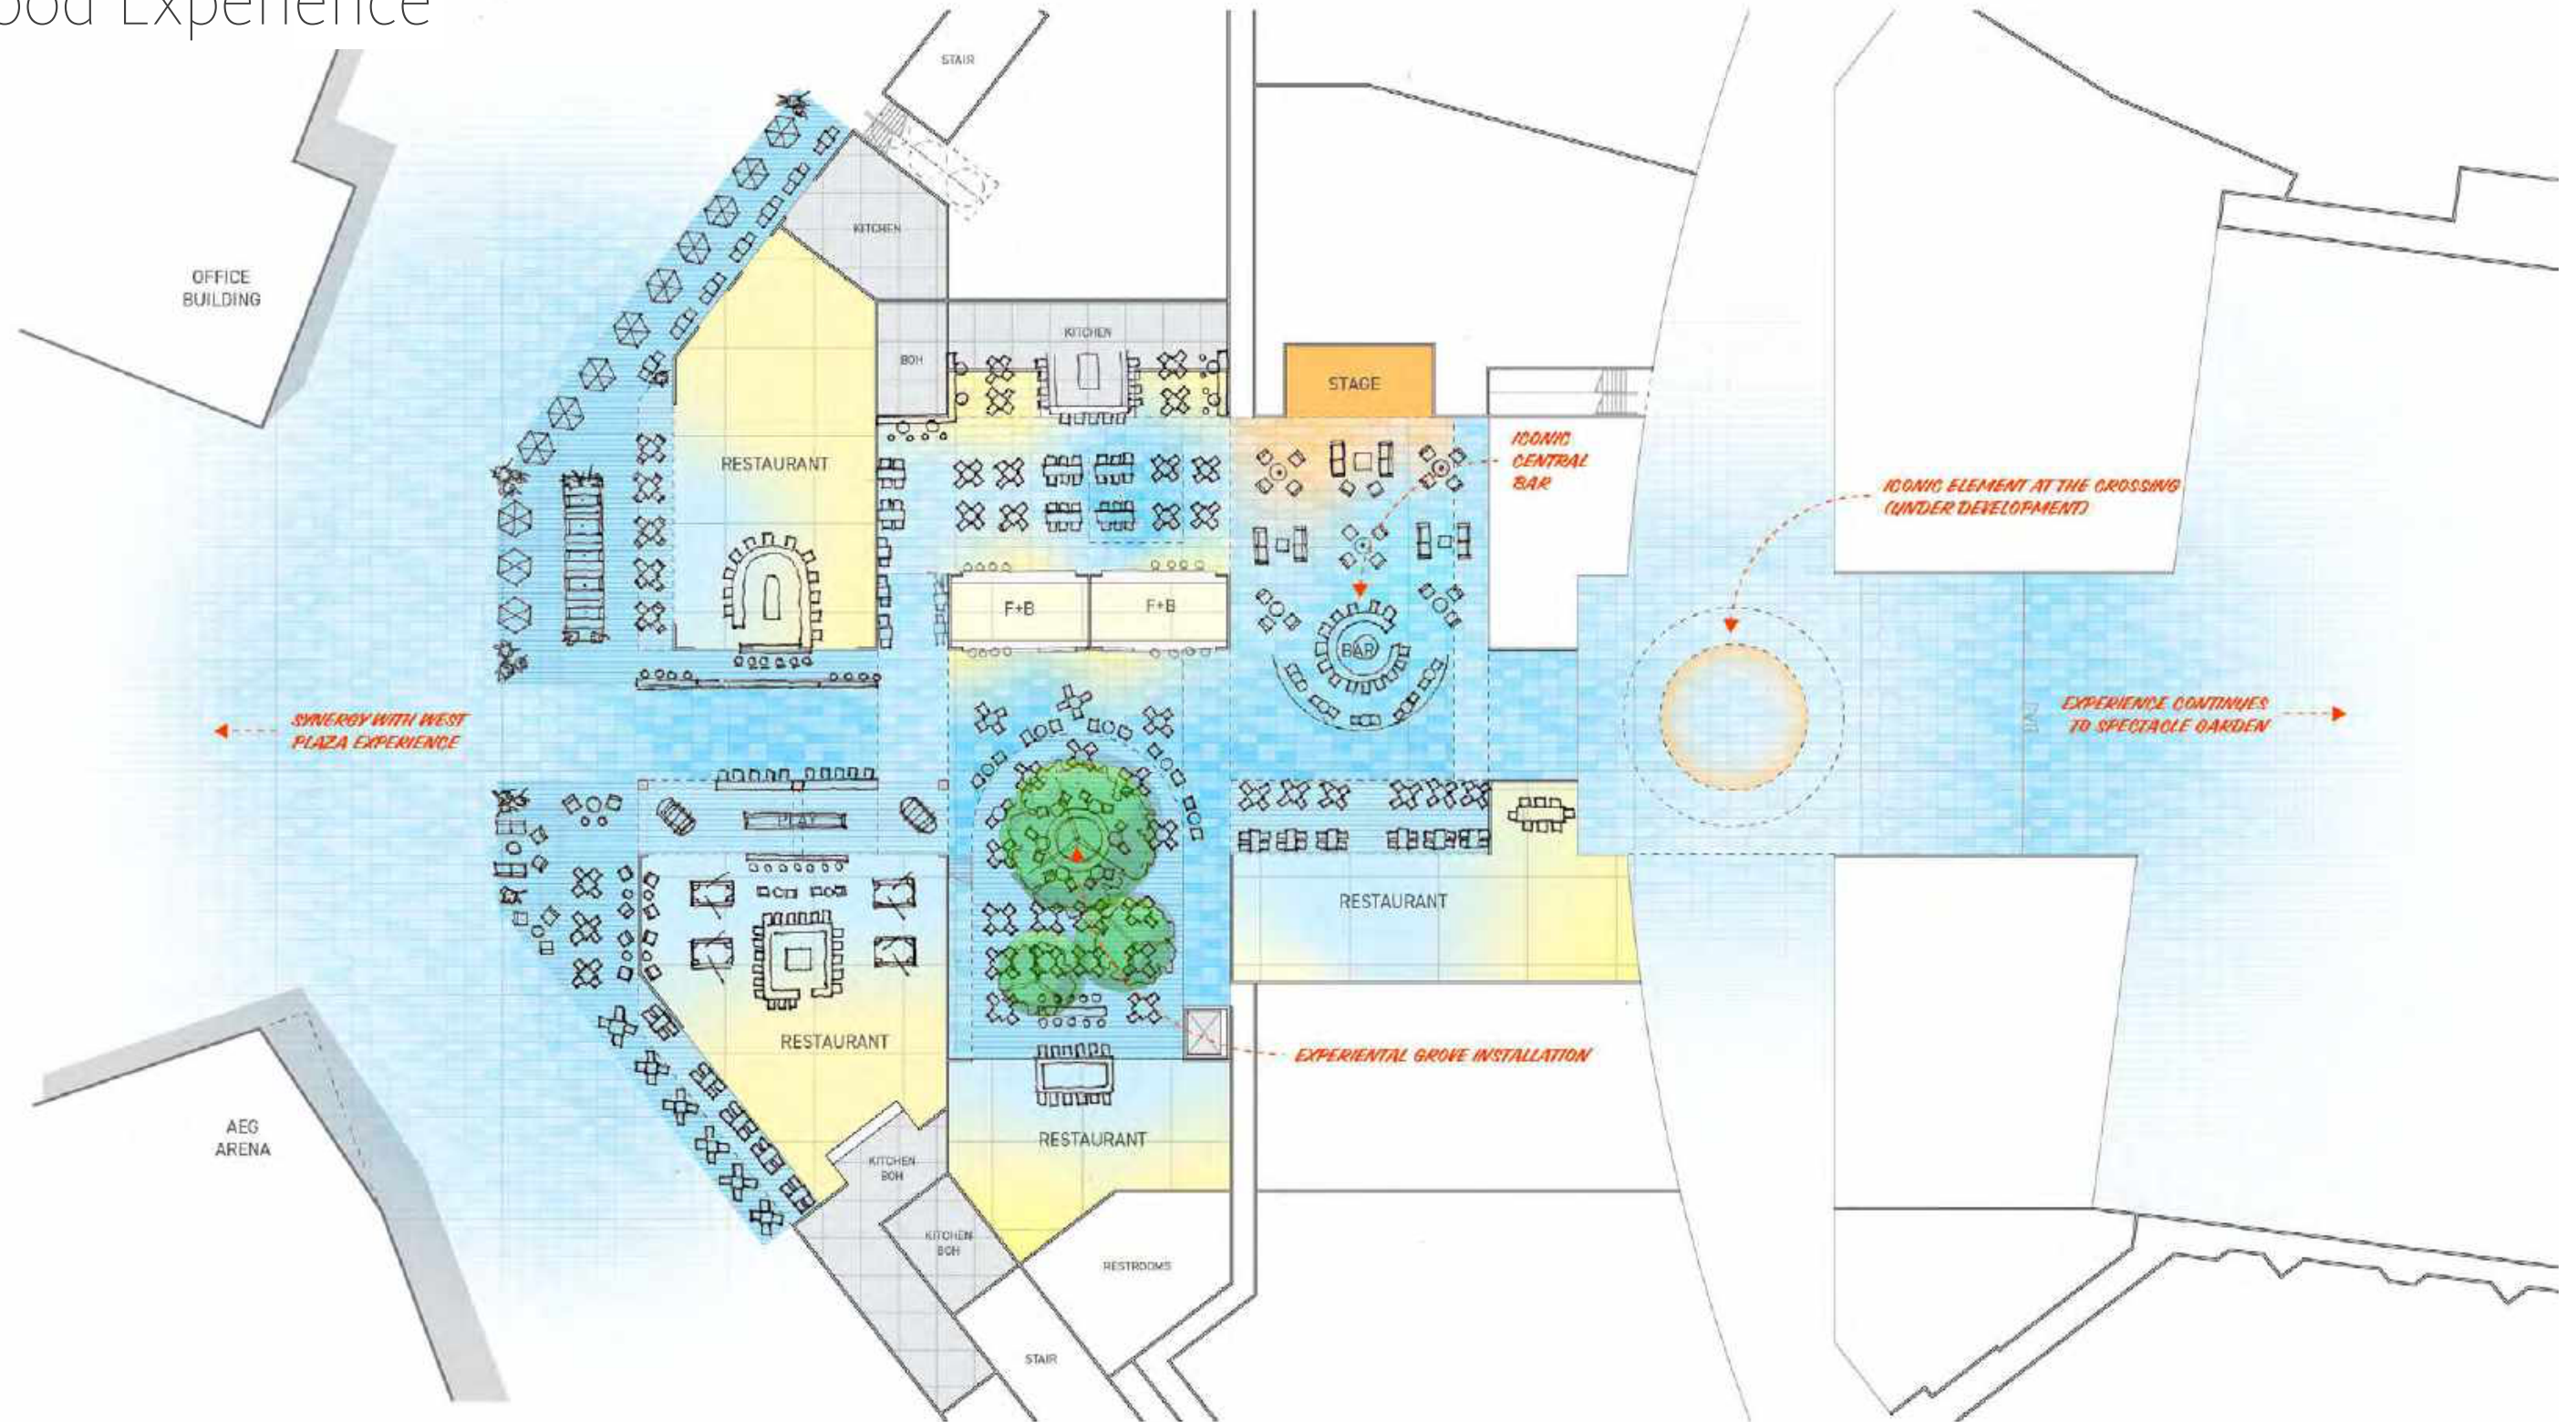 ood Experience
STAIR
KITCHEN
OFFICE
BUILDING
KITCHEN
BOH
STAGE
RESTAURANT
ICONIC
CENTRAL
BAR
ICONIC ELEMENT AT THE CROSSING
(UNDER DEVELOPMENT)
F+B
F+B
BAR
SYNERGY WITH WEST
PLAZA EXPERIENCE
EXPERIENCE CONTINUES
TO SPECTACLE GARDEN
PLAY
RESTAURANT
RESTAURANT
EXPERIENTAL GROVE INSTALLATION
AEG
ARENA
RESTAURANT
KITCHEN
BOH
KITCHEN
BOH
RESTROOMS
STAIR